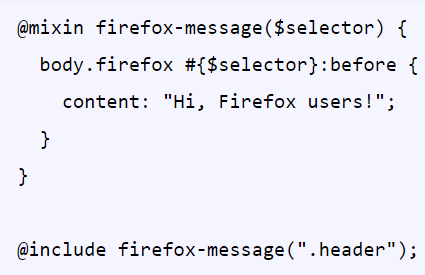 @mixin firefox-message($selector) {
  body.firefox #{$selector}:before {
    content: "Hi, Firefox users!";
  }
}

@include firefox-message(".header");